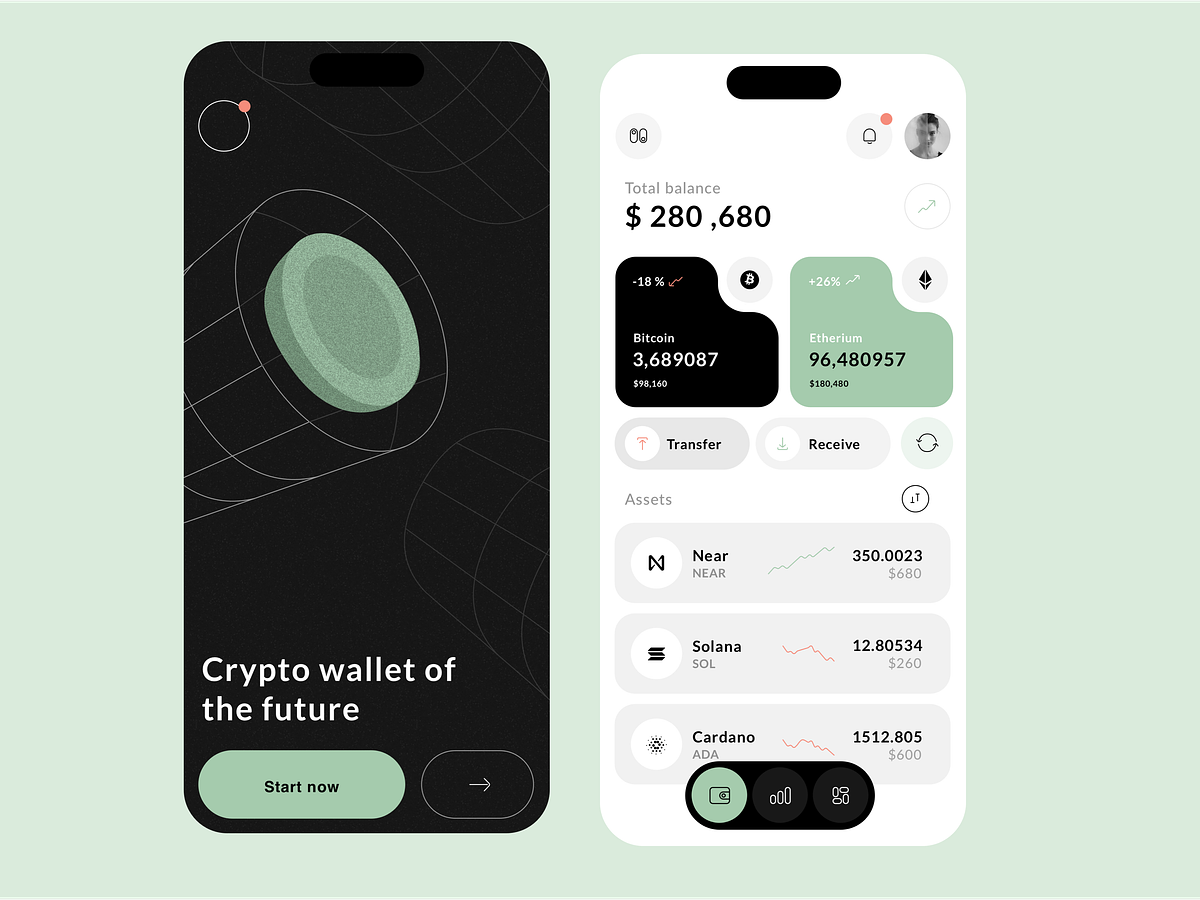 Crypto wallet of
the future
Start now
Total balance
$ 280 ,680
-18 %
Bitcoin
3,689087
$98,160
+26%
Etherium
96,480957
$180,480
Transfer
Receive
Assets
Near
NEAR
350.0023
$680
Solana
SOL
12.80534
$260
Cardano
ADA
1512.805
$600